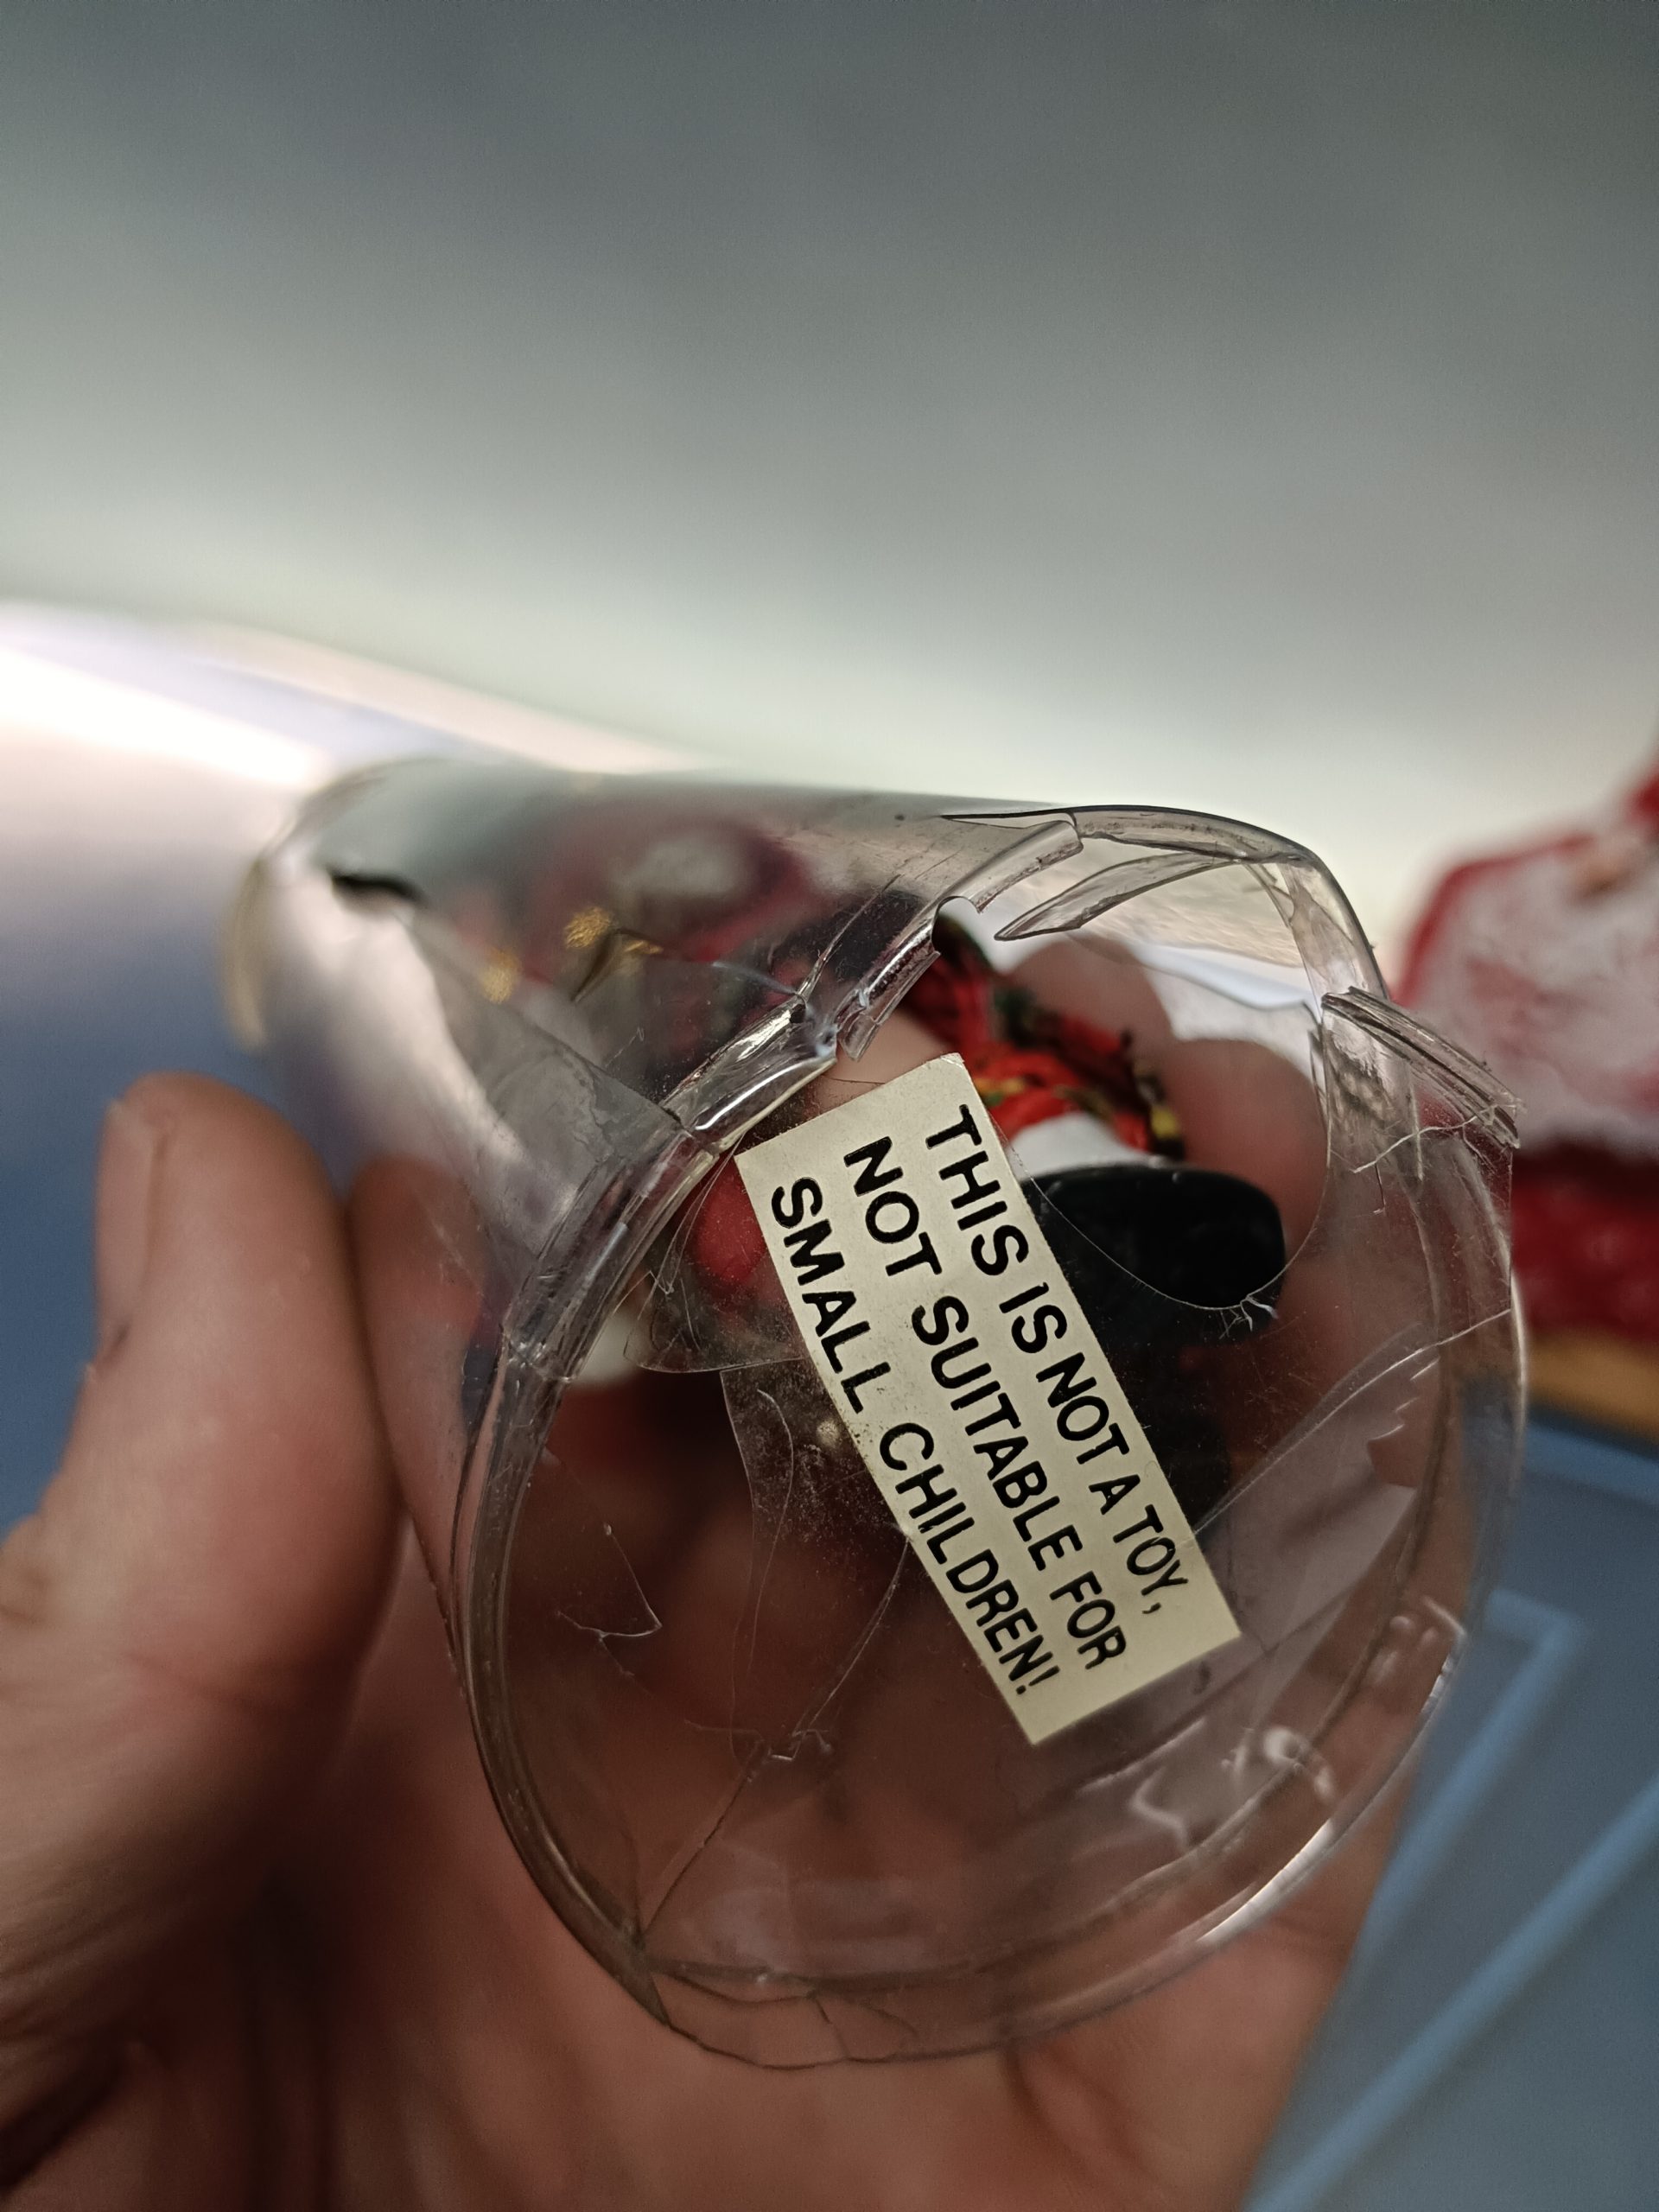 THIS IS NOT A TOY,
NOT SUITABLE FOR
SMALL CHILDREN!